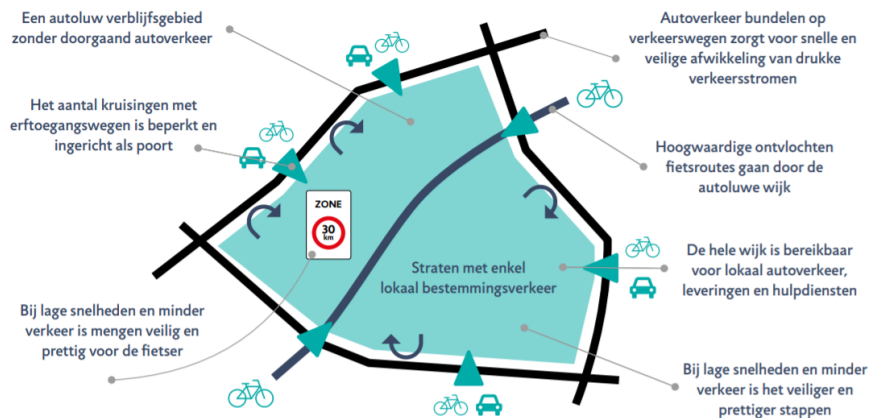 Een autoluw verblijfsgebied
zonder doorgaand autoverkeer
Autoverkeer bundelen op
verkeerswegen zorgt voor snelle en
veilige afwikkeling van drukke
verkeersstromen
Het aantal kruisingen met
erftoegangswegen is beperkt en
ingericht als poort
Hoogwaardige ontvlochten
fietsroutes gaan door de
autoluwe wijk
ZONE
30
km
Straten met enkel
lokaal bestemmingsverkeer
De hele wijk is bereikbaar
voor lokaal autoverkeer,
leveringen en hulpdiensten
Bij lage snelheden en minder
verkeer is mengen veilig en
prettig voor de fietser
Bij lage snelheden en minder
verkeer is het veiliger en
prettiger stappen